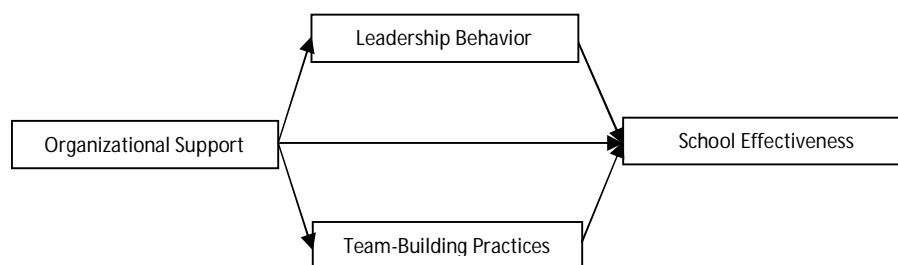 Leadership Behavior
Organizational Support
School Effectiveness
Team-Building Practices